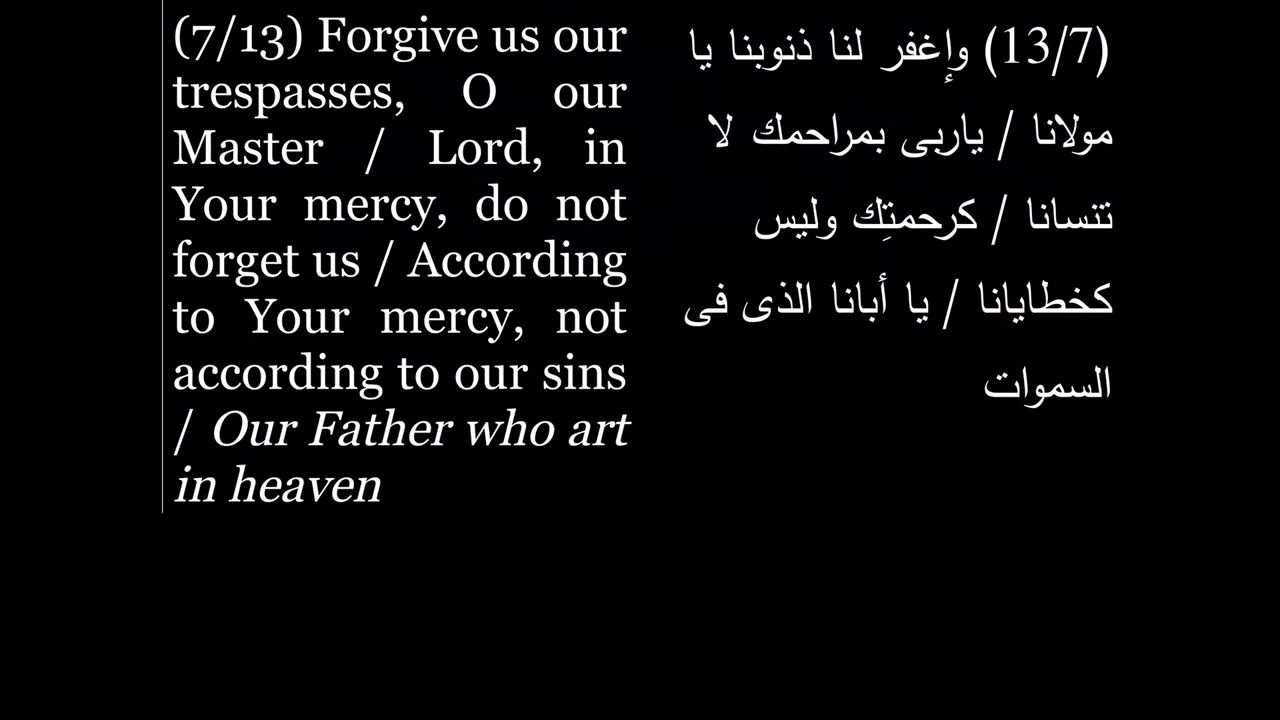 (7/13) Forgive us our
trespasses, O our
Master / Lord, in
Your mercy, do not
forget us / According
to Your mercy, not
according to our sins
/ Our Father who art
in heaven
(13/7) وإغفر لنا ذنوبنا يا
مولانا / ياربى بمراحمك لا
تنسانا / كرحمتِك وليس
كخطايانا / يا أبانا الذى فى
السموات